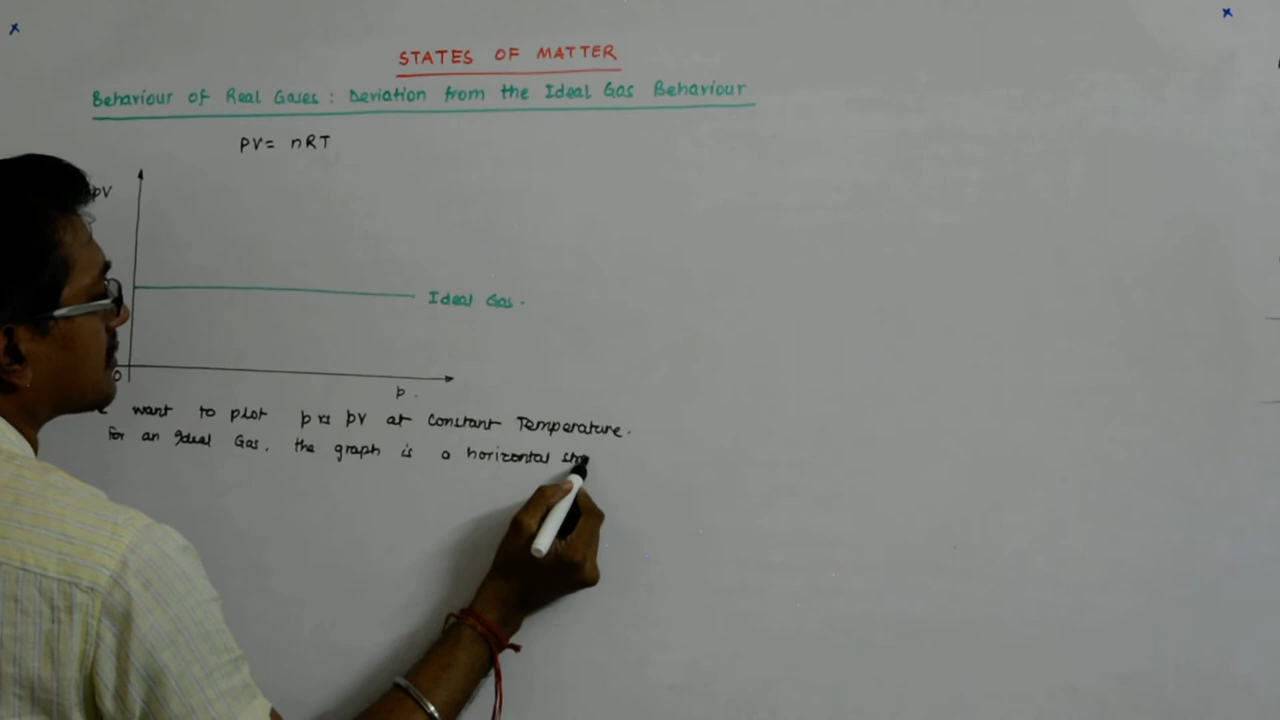 STATES OF MATTER
Behaviour of Real Gases : Deviation from the Ideal Gas Behaviour
PV = nRT
pV
Ideal Gas.
O
p.
want to plot p vs pV at Constant Temperature.
For an Ideal Gas, the graph is a horizontal